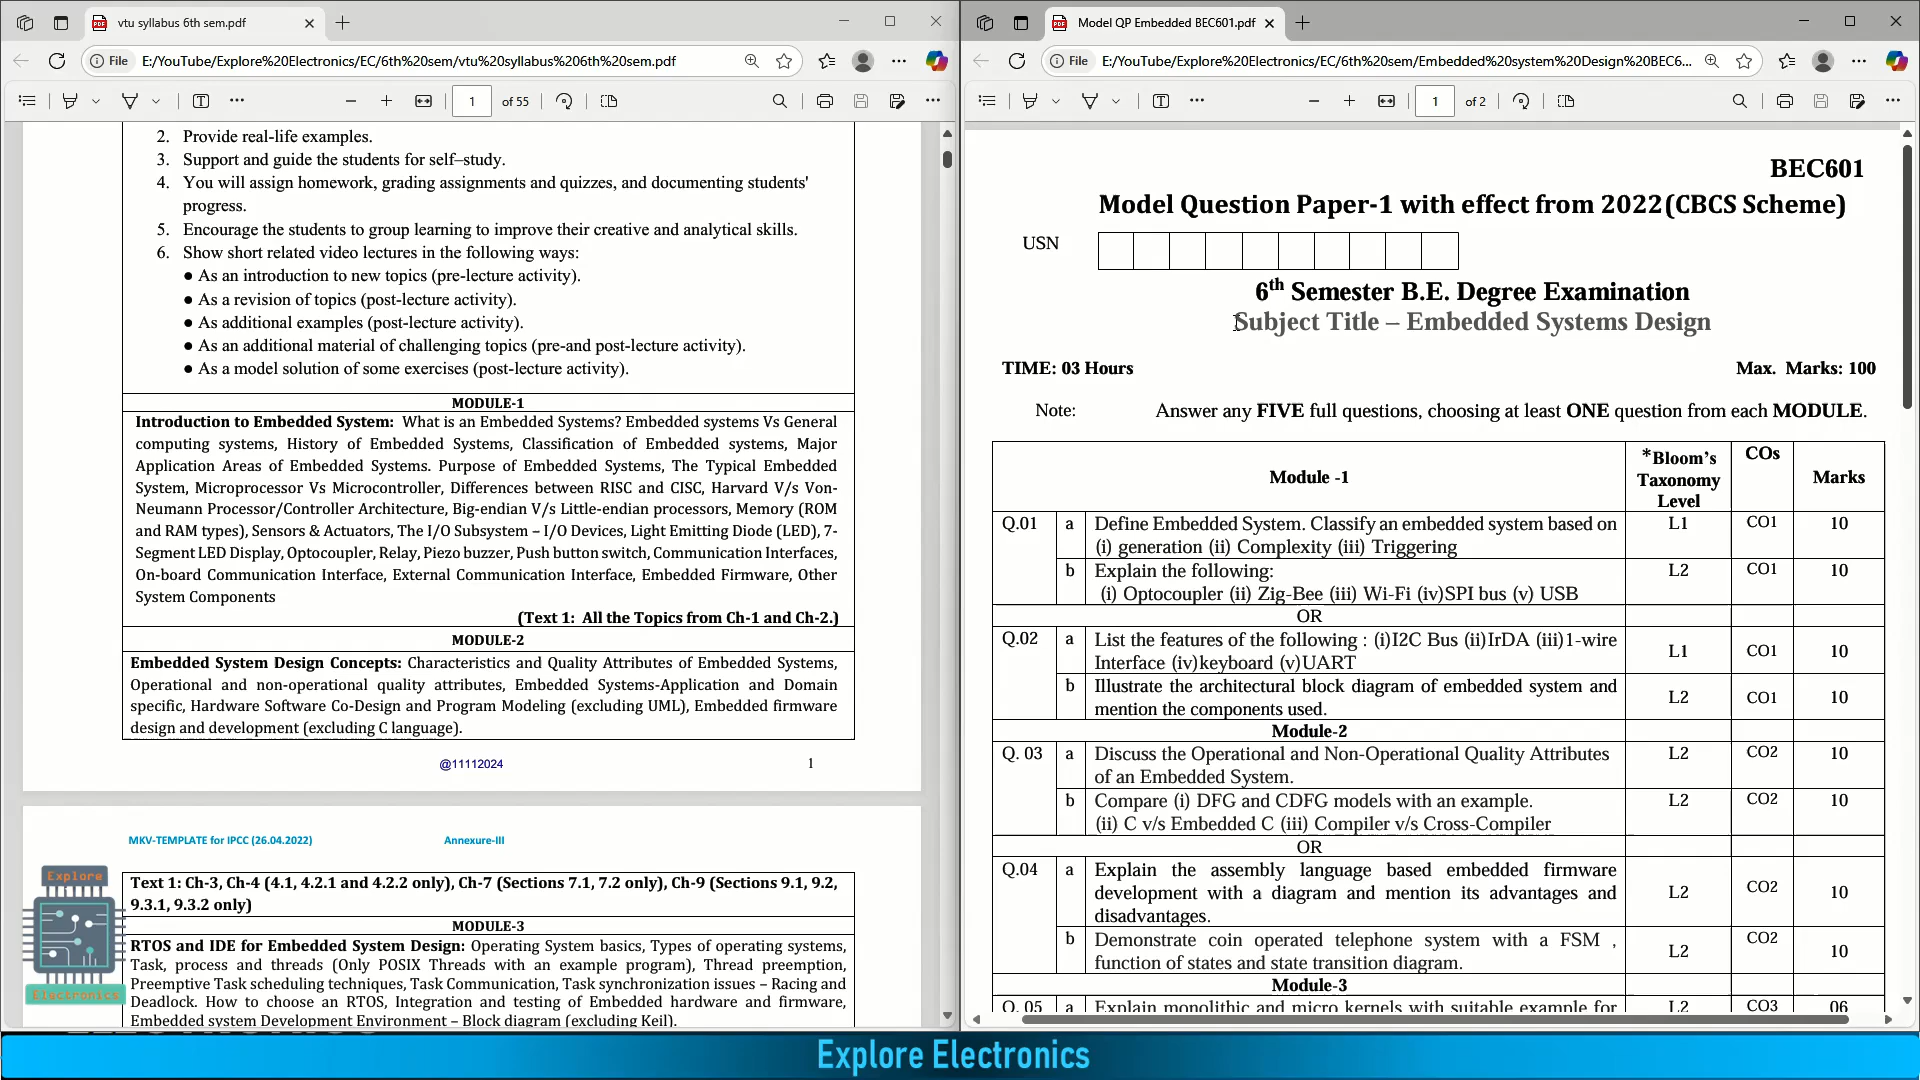 vtu syllabus 6th sem.pdf
File
E:/YouTube/Explore%20Electronics/EC/6th%20sem/vtu%20syllabus%206th%20sem.pdf
1 of 55
2. Provide real-life examples.
3. Support and guide the students for self–study.
4. You will assign homework, grading assignments and quizzes, and documenting students'
progress.
5. Encourage the students to group learning to improve their creative and analytical skills.
6. Show short related video lectures in the following ways:
● As an introduction to new topics (pre-lecture activity).
● As a revision of topics (post-lecture activity).
● As additional examples (post-lecture activity).
● As an additional material of challenging topics (pre-and post-lecture activity).
● As a model solution of some exercises (post-lecture activity).
MODULE-1
Introduction to Embedded System: What is an Embedded Systems? Embedded systems Vs General
computing systems, History of Embedded Systems, Classification of Embedded systems, Major
Application Areas of Embedded Systems. Purpose of Embedded Systems, The Typical Embedded
System, Microprocessor Vs Microcontroller, Differences between RISC and CISC, Harvard V/s Von-
Neumann Processor/Controller Architecture, Big-endian V/s Little-endian processors, Memory (ROM
and RAM types), Sensors & Actuators, The I/O Subsystem – I/O Devices, Light Emitting Diode (LED), 7-
Segment LED Display, Optocoupler, Relay, Piezo buzzer, Push button switch, Communication Interfaces,
On-board Communication Interface, External Communication Interface, Embedded Firmware, Other
System Components
(Text 1: All the Topics from Ch-1 and Ch-2.)
MODULE-2
Embedded System Design Concepts: Characteristics and Quality Attributes of Embedded Systems,
Operational and non-operational quality attributes, Embedded Systems-Application and Domain
specific, Hardware Software Co-Design and Program Modeling (excluding UML), Embedded firmware
design and development (excluding C language).
@11112024 1
MKV-TEMPLATE for IPCC (26.04.2022) Annexure-III
Text 1: Ch-3, Ch-4 (4.1, 4.2.1 and 4.2.2 only), Ch-7 (Sections 7.1, 7.2 only), Ch-9 (Sections 9.1, 9.2,
9.3.1, 9.3.2 only)
MODULE-3
RTOS and IDE for Embedded System Design: Operating System basics, Types of operating systems,
Task, process and threads (Only POSIX Threads with an example program), Thread preemption,
Preemptive Task scheduling techniques, Task Communication, Task synchronization issues – Racing and
Deadlock. How to choose an RTOS, Integration and testing of Embedded hardware and firmware,
Embedded system Development Environment – Block diagram (excluding Keil).
Explore
Electronics
Model QP Embedded BEC601.pdf
File
E:/YouTube/Explore%20Electronics/EC/6th%20sem/Embedded%20system%20Design%20BEC6...
1 of 2
BEC601
Model Question Paper-1 with effect from 2022(CBCS Scheme)
USN
6th Semester B.E. Degree Examination
Subject Title – Embedded Systems Design
TIME: 03 Hours Max. Marks: 100
Note: Answer any FIVE full questions, choosing at least ONE question from each MODULE.
Module -1 *Bloom's Taxonomy Level COs Marks
Q.01 a Define Embedded System. Classify an embedded system based on L1 CO1 10
(i) generation (ii) Complexity (iii) Triggering
b Explain the following: L2 CO1 10
(i) Optocoupler (ii) Zig-Bee (iii) Wi-Fi (iv)SPI bus (v) USB
OR
Q.02 a List the features of the following : (i)I2C Bus (ii)IrDA (iii)1-wire L1 CO1 10
Interface (iv)keyboard (v)UART
b Illustrate the architectural block diagram of embedded system and L2 CO1 10
mention the components used.
Module-2
Q. 03 a Discuss the Operational and Non-Operational Quality Attributes L2 CO2 10
of an Embedded System.
b Compare (i) DFG and CDFG models with an example. L2 CO2 10
(ii) C v/s Embedded C (iii) Compiler v/s Cross-Compiler
OR
Q.04 a Explain the assembly language based embedded firmware L2 CO2 10
development with a diagram and mention its advantages and
disadvantages.
b Demonstrate coin operated telephone system with a FSM , L2 CO2 10
function of states and state transition diagram.
Module-3
Q. 05 a Explain monolithic and micro kernels with suitable example for L2 CO3 06
Explore Electronics